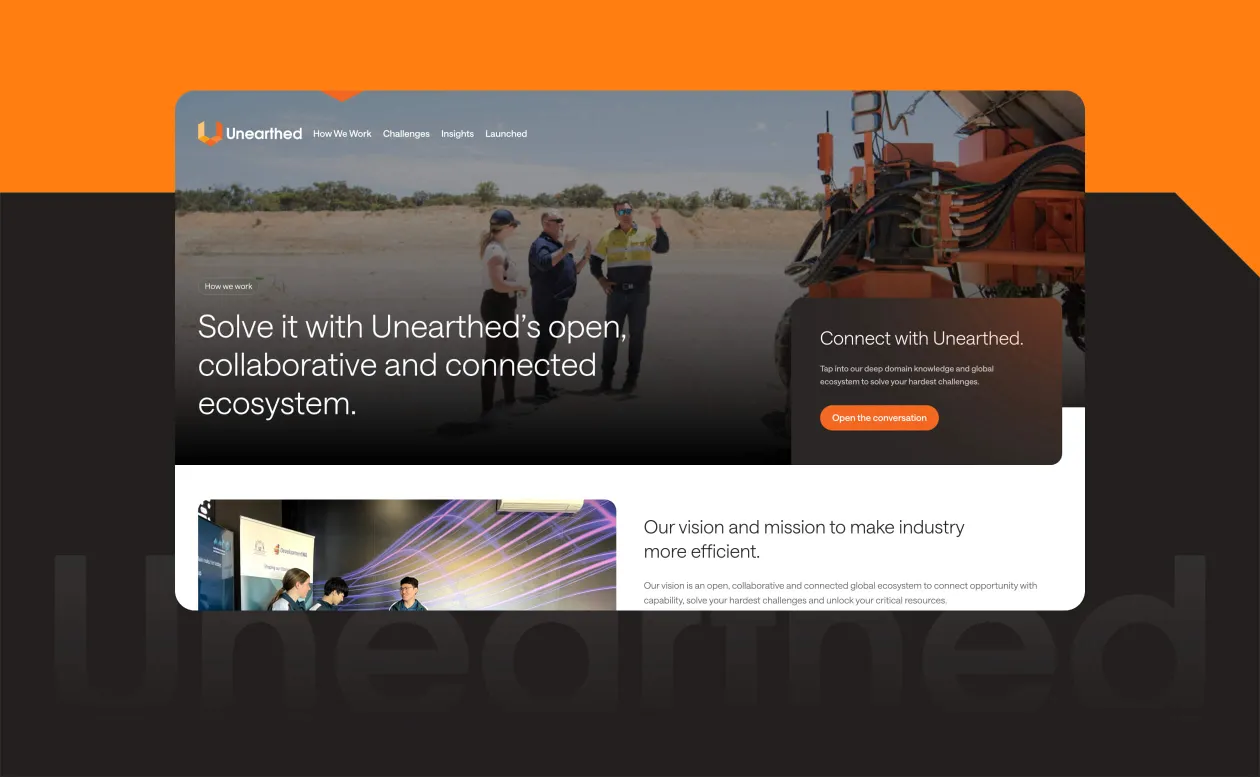 Unearthed
How We Work
Challenges
Insights
Launched
How we work
Solve it with Unearthed’s open,
collaborative and connected
ecosystem.
Connect with Unearthed.
Tap into our deep domain knowledge and global
ecosystem to solve your hardest challenges.
Open the conversation
Our vision and mission to make industry
more efficient.
Our vision is an open, collaborative and connected global ecosystem to connect opportunity with
capability, solve your hardest challenges and unlock your critical resources.
Unearthed